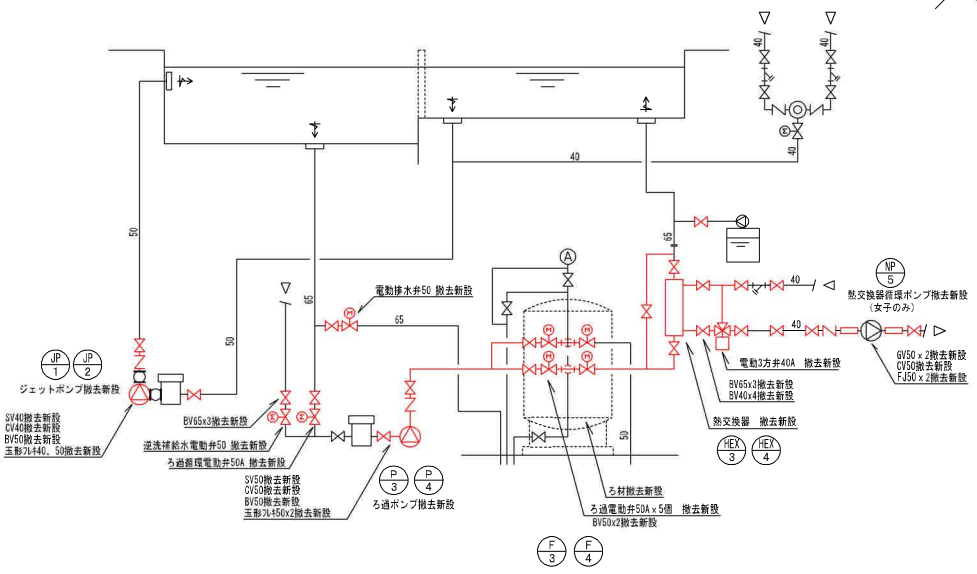 40
40
M
40
40
50
65
A
電動排水弁50 撤去新設
M
65
65
50
NP
5
熱交換器循環ポンプ撤去新設
(女子のみ)
40
40
GV50×2撤去新設
CV50撤去新設
FJ50×2撤去新設
M
M
M
M
電動3方弁40A 撤去新設
BV65x3撤去新設
BV40x4撤去新設
熱交換器 撤去新設
HEX
3
HEX
4
JP
1
JP
2
ジェットポンプ撤去新設
SV40撤去新設
CV40撤去新設
BV50撤去新設
玉形フレキ40、50撤去新設
M
M
BV65x3撤去新設
逆洗補給水電動弁50 撤去新設
ろ過循環電動弁50A 撤去新設
SV50撤去新設
CV50撤去新設
BV50撤去新設
玉形フレキ50x2撤去新設
P
3
P
4
ろ過ポンプ撤去新設
50
ろ材撤去新設
ろ過電動弁50A×5個 撤去新設
BV50x2撤去新設
F
3
F
4